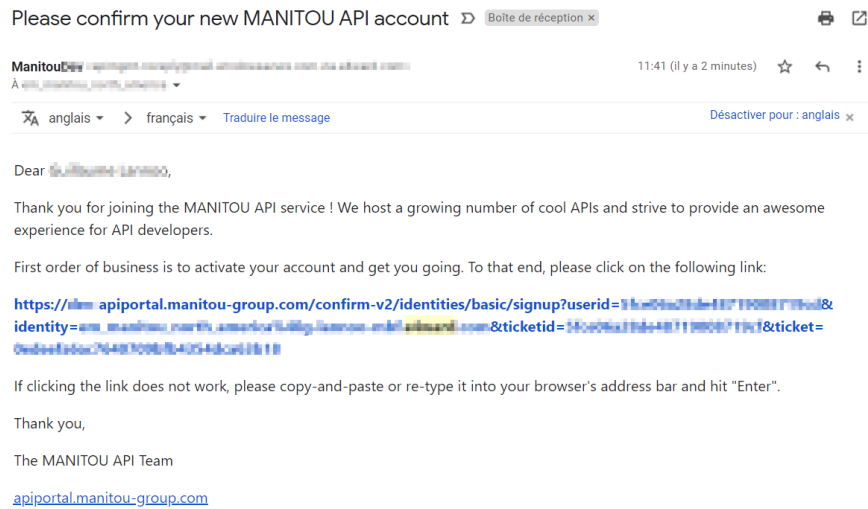 Please confirm your new MANITOU API account Boîte de réception ×
ManitouDev 11:41 (il y a 2 minutes)
À
anglais > français Traduire le message Désactiver pour : anglais ×
Dear ,
Thank you for joining the MANITOU API service ! We host a growing number of cool APIs and strive to provide an awesome
experience for API developers.
First order of business is to activate your account and get you going. To that end, please click on the following link:
https:// apiportal.manitou-group.com/confirm-v2/identities/basic/signup?userid= &
identity= .com&ticketid= &ticket=
If clicking the link does not work, please copy-and-paste or re-type it into your browser's address bar and hit "Enter".
Thank you,
The MANITOU API Team
apiportal.manitou-group.com